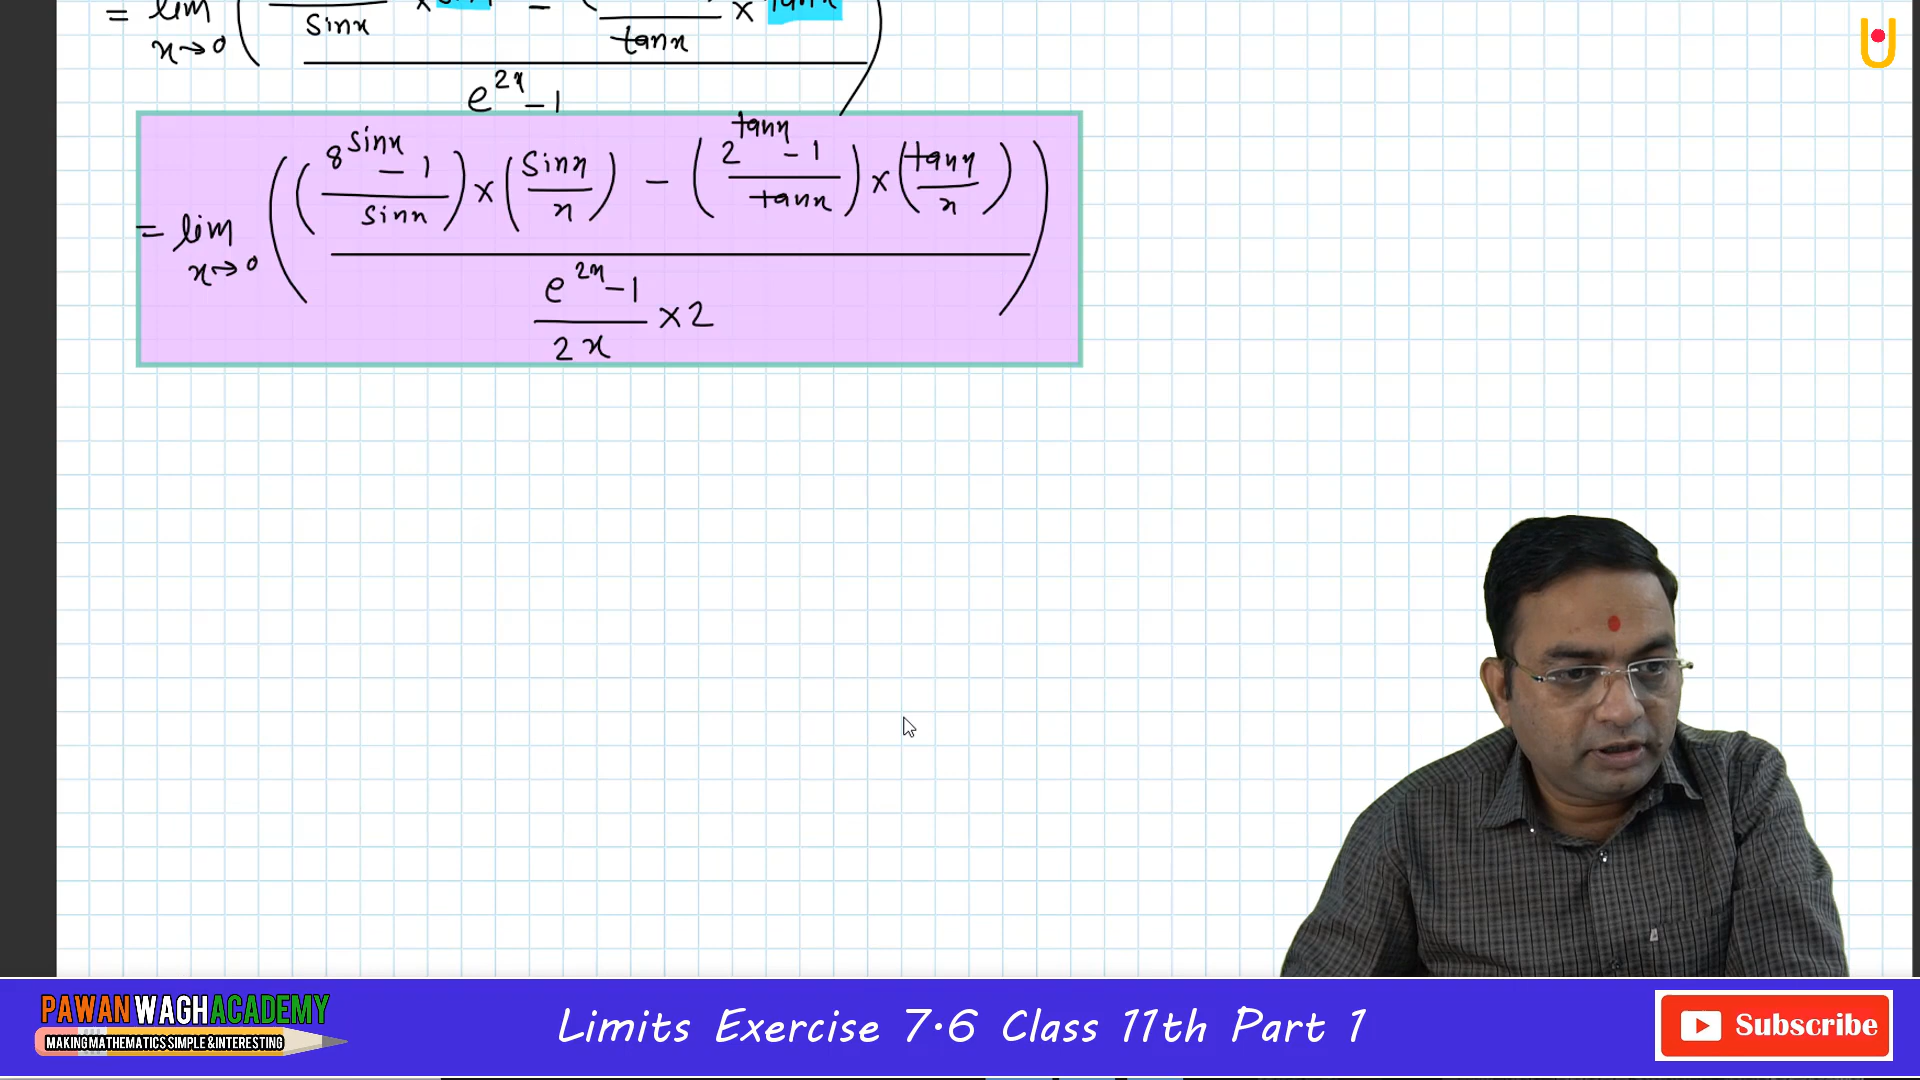 = lim x→0 ( sinx × - ( tanx ×
e^2x - 1
= lim x→0 ( ( (8^sinx - 1)/sinx ) × ( sinx/x ) - ( (2^tanx - 1)/tanx ) × ( tanx/x ) )
e^2x - 1 / 2x × 2
PAWAN WAGH ACADEMY
MAKING MATHEMATICS SIMPLE & INTERESTING
Limits Exercise 7.6 Class 11th Part 1
Subscribe